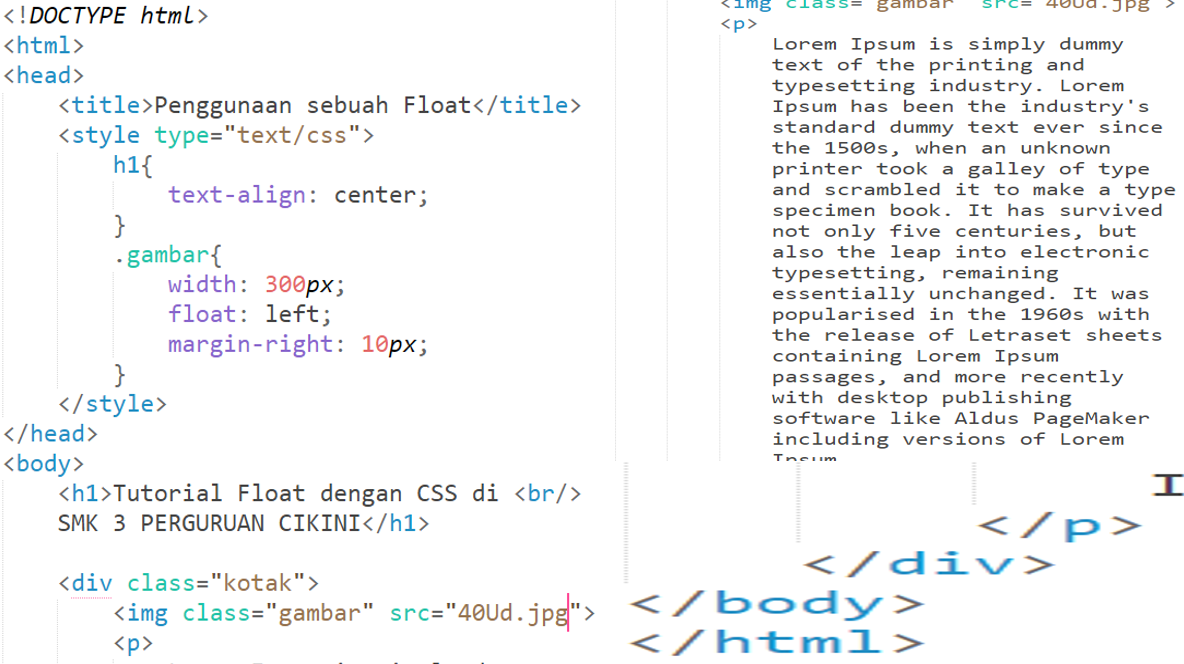 <!DOCTYPE html>
<html>
<head>
    <title>Penggunaan sebuah Float</title>
    <style type="text/css">
        h1{
            text-align: center;
        }
        .gambar{
            width: 300px;
            float: left;
            margin-right: 10px;
        }
    </style>
</head>
<body>
    <h1>Tutorial Float dengan CSS di <br/>
    SMK 3 PERGURUAN CIKINI</h1>

    <div class="kotak">
        <img class="gambar" src="40Ud.jpg">
        <p>
<img class="gambar" src="40Ud.jpg">
<p>
    Lorem Ipsum is simply dummy
    text of the printing and
    typesetting industry. Lorem
    Ipsum has been the industry's
    standard dummy text ever since
    the 1500s, when an unknown
    printer took a galley of type
    and scrambled it to make a type
    specimen book. It has survived
    not only five centuries, but
    also the leap into electronic
    typesetting, remaining
    essentially unchanged. It was
    popularised in the 1960s with
    the release of Letraset sheets
    containing Lorem Ipsum
    passages, and more recently
    with desktop publishing
    software like Aldus PageMaker
    including versions of Lorem
    Ipsum
        </p>
    </div>
</body>
</html>